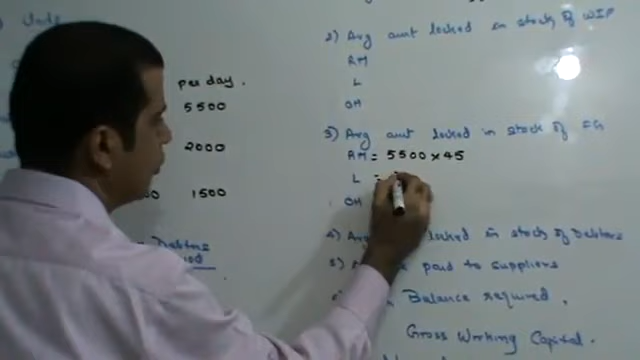 per day.
5500
2000
00 1500
Debtors
2) Avg amt locked in stock of WIP
RM
L
OH
3) Avg amt locked in stock of FG
RM = 5500 x 45
L =
OH
4) locked in stock of Debtors
5) paid to suppliers
Balance required.
Gross Working Capital.